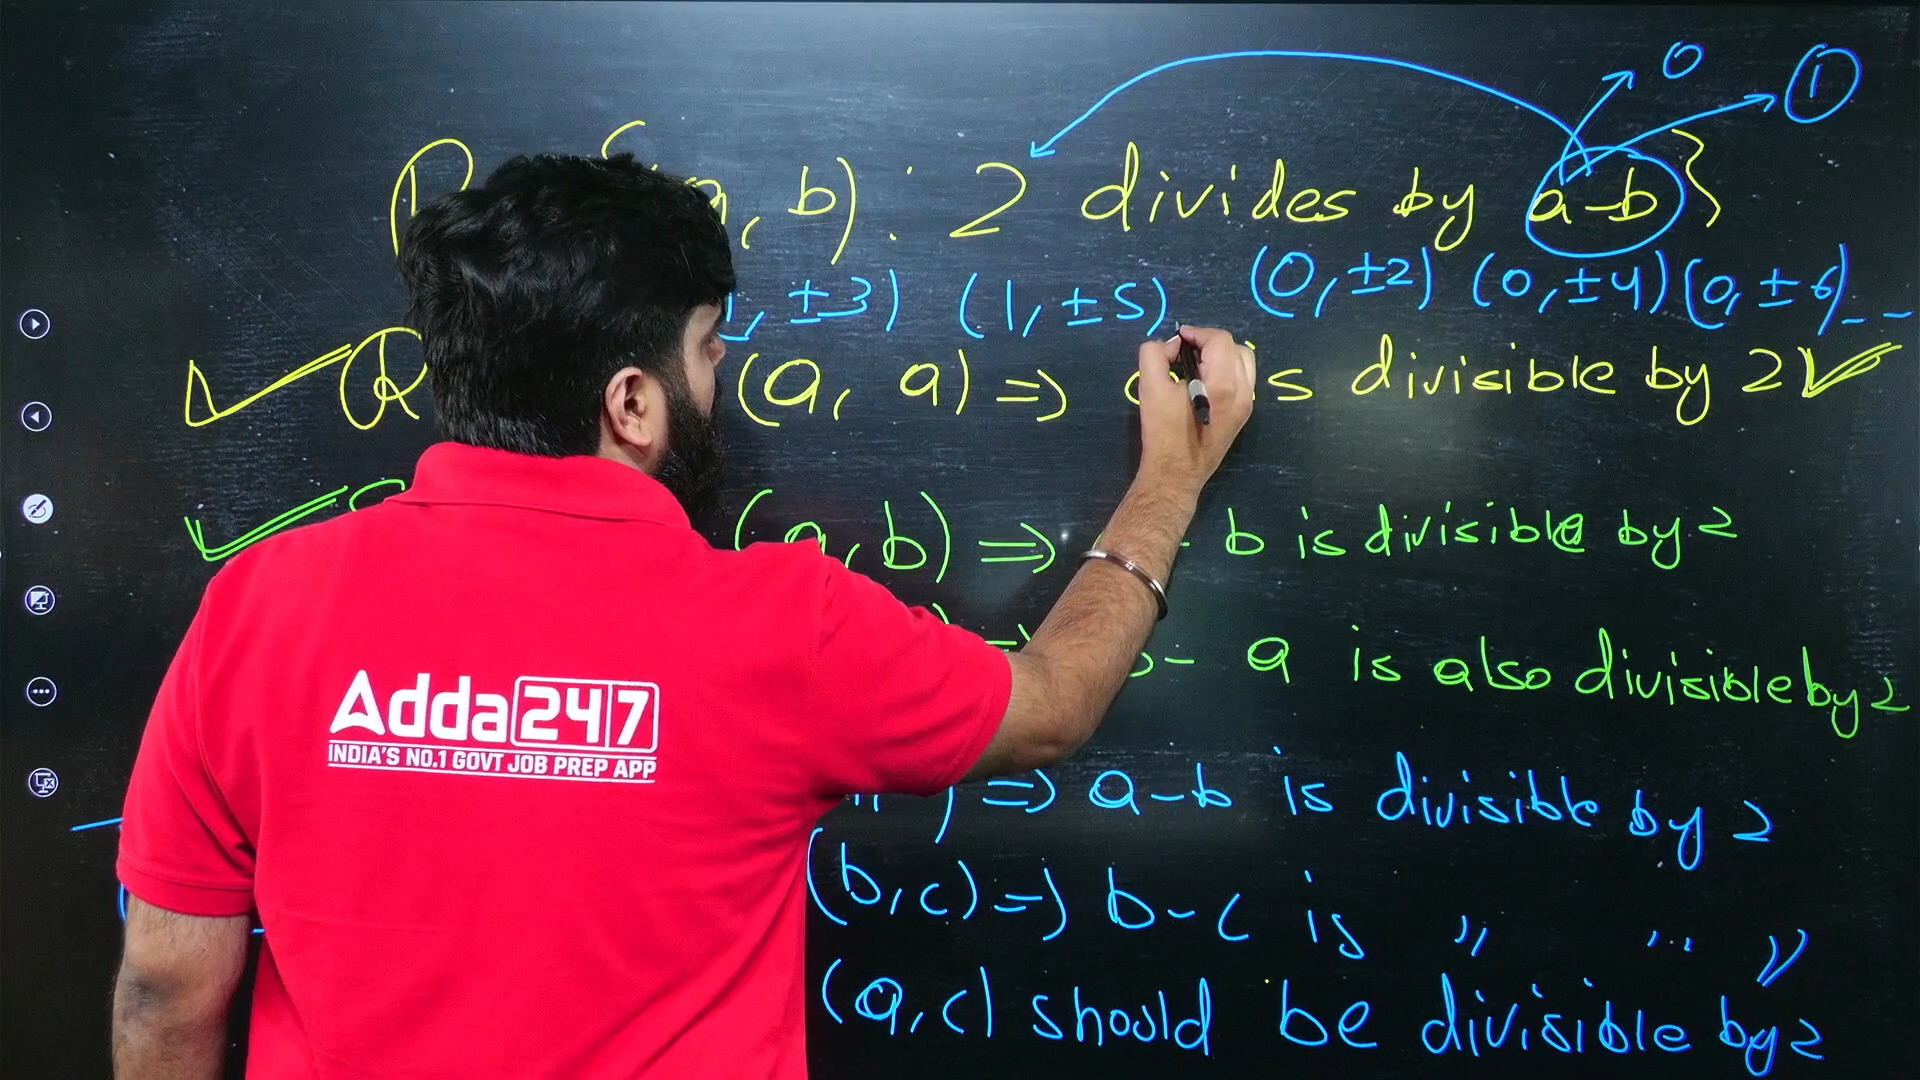 0 1
R (a, b) : 2 divides by a-b }
1, ±3) (1, ±5), (0, ±2) (0, ±4) (0, ±6) - -
R (a, a) => is divisible by 2
(a, b) => - b is divisible by 2
=> b - a is also divisible by 2
) => a-b is divisible by 2
(b, c) => b-c is " " "
(a, c) should be divisible by 2
Adda247
INDIA'S NO.1 GOVT JOB PREP APP